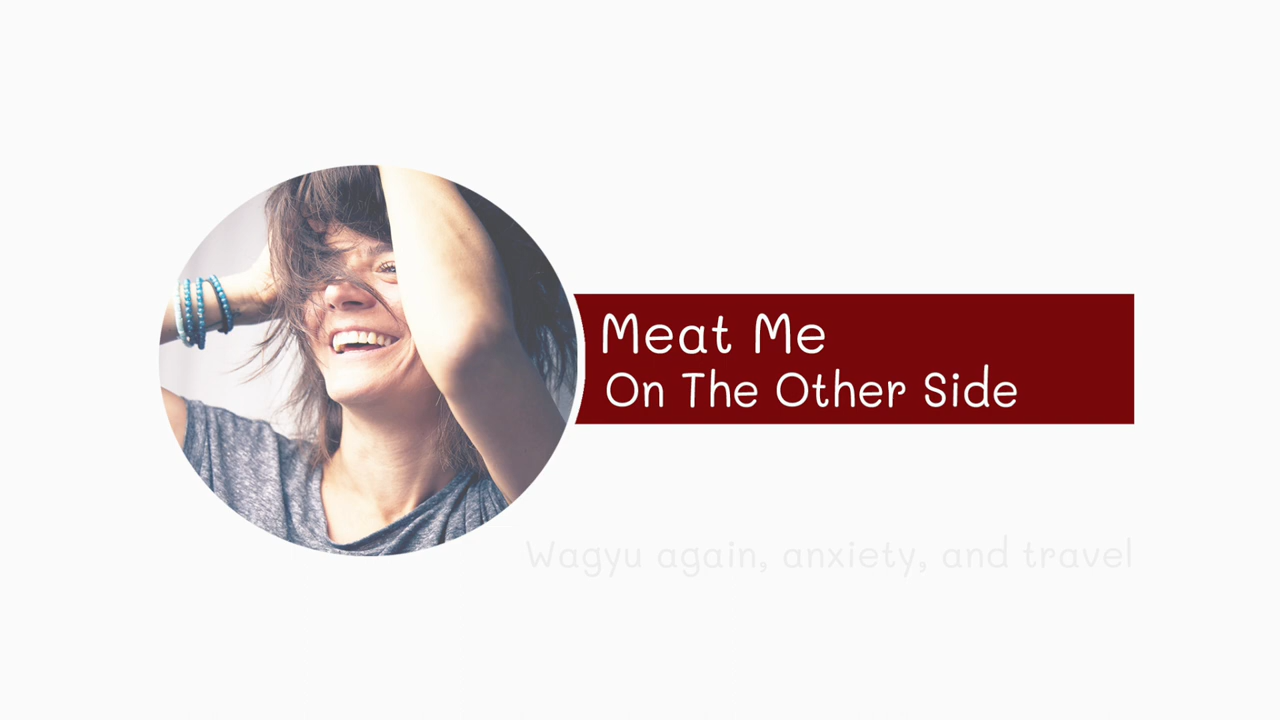 Meat Me
On The Other Side
Wagyu again, anxiety, and travel